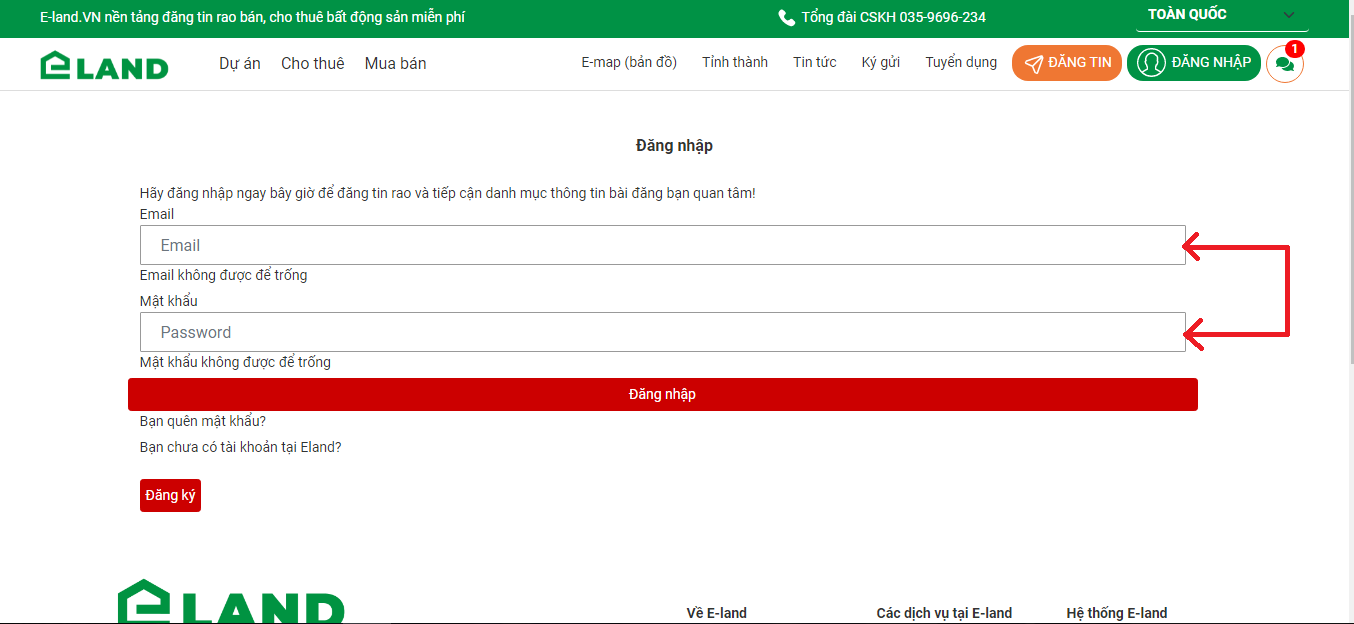 E-land.VN nền tảng đăng tin rao bán, cho thuê bất động sản miễn phí
Tổng đài CSKH 035-9696-234
TOÀN QUỐC
eLAND
Dự án
Cho thuê
Mua bán
E-map (bản đồ)
Tỉnh thành
Tin tức
Ký gửi
Tuyển dụng
ĐĂNG TIN
ĐĂNG NHẬP
1
Đăng nhập
Hãy đăng nhập ngay bây giờ để đăng tin rao và tiếp cận danh mục thông tin bài đăng bạn quan tâm!
Email
Email
Email không được để trống
Mật khẩu
Password
Mật khẩu không được để trống
Đăng nhập
Bạn quên mật khẩu?
Bạn chưa có tài khoản tại Eland?
Đăng ký
eLAND
Về E-land
Các dịch vụ tại E-land
Hệ thống E-land